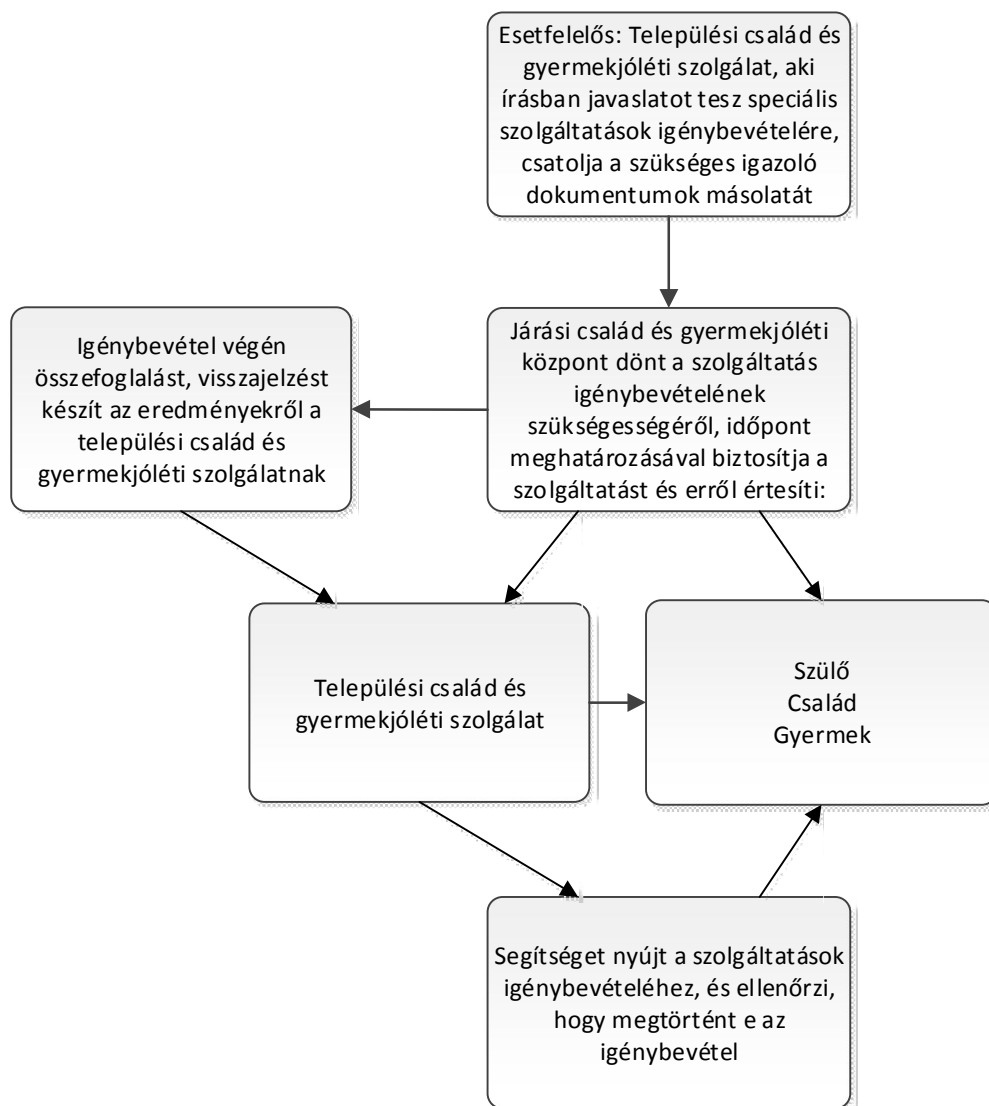 Esetfelelős: Települési család és
gyermekjóléti szolgálat, aki
írásban javaslatot tesz speciális
szolgáltatások igénybevételére,
csatolja a szükséges igazoló
dokumentumok másolatát
Igénybevétel végén
összefoglalást, visszajelzést
készít az eredményekről a
települési család és
gyermekjóléti szolgálatnak
Járási család és gyermekjóléti
központ dönt a szolgáltatás
igénybevételének
szükségességéről, időpont
meghatározásával biztosítja a
szolgáltatást és erről értesíti:
Települési család és
gyermekjóléti szolgálat
Szülő
Család
Gyermek
Segítséget nyújt a szolgáltatások
igénybevételéhez, és ellenőrzi,
hogy megtörtént e az
igénybevétel